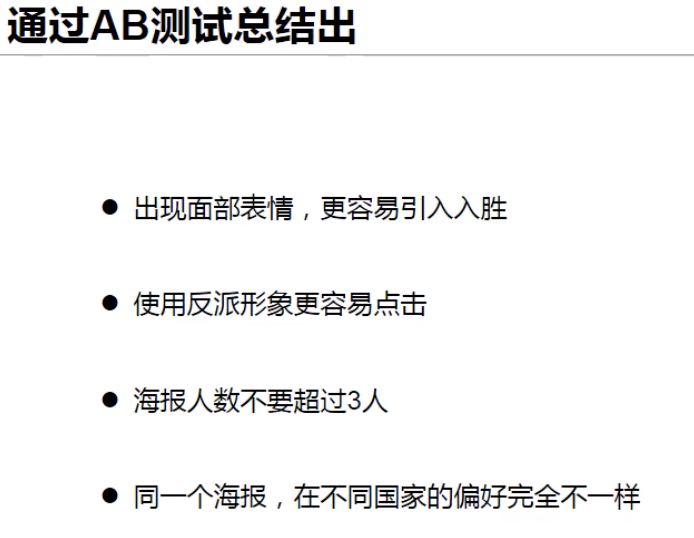 通过AB测试总结出
● 出现面部表情，更容易引入入胜
● 使用反派形象更容易点击
● 海报人数不要超过3人
● 同一个海报，在不同国家的偏好完全不一样